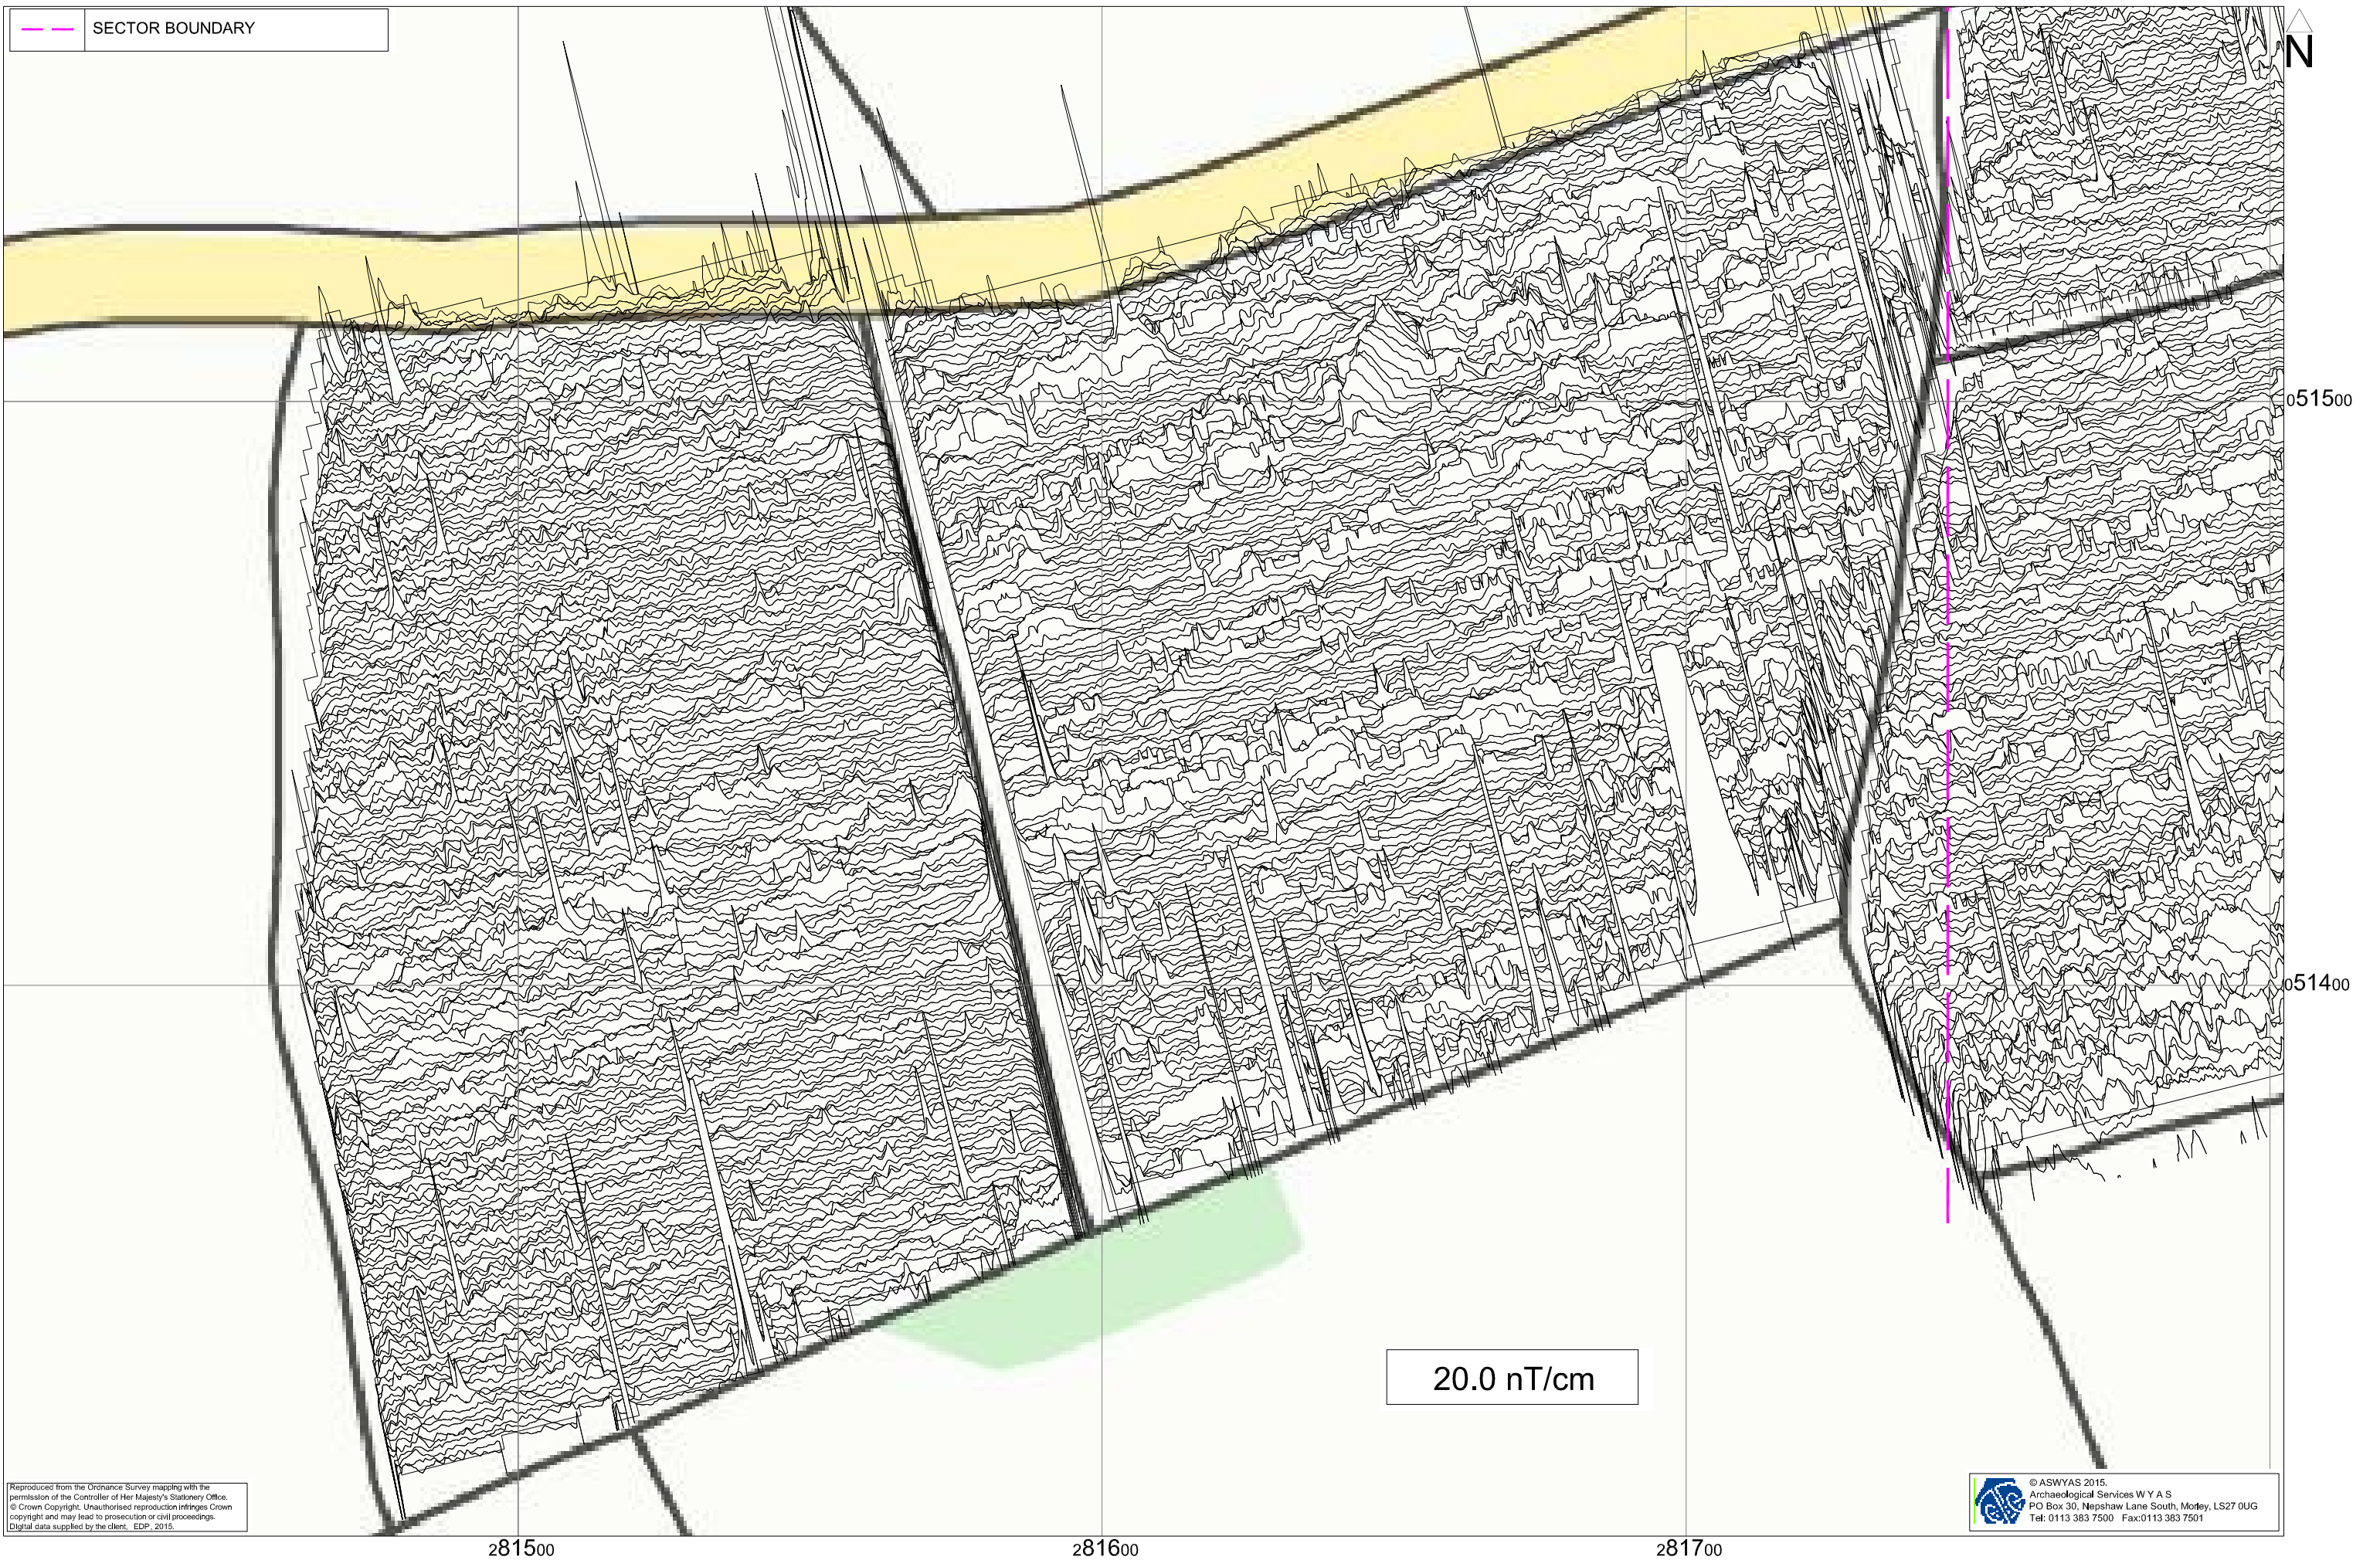 SECTOR BOUNDARY
N
051500
051400
20.0 nT/cm
Reproduced from the Ordnance Survey mapping with the
permission of the Controller of Her Majesty's Stationery Office.
© Crown Copyright. Unauthorised reproduction infringes Crown
copyright and may lead to prosecution or civil proceedings.
Digital data supplied by the client, EDP, 2015.
© ASWYAS 2015.
Archaeological Services W Y A S
PO Box 30, Nepshaw Lane South, Morley, LS27 0UG
Tel: 0113 383 7500 Fax:0113 383 7501
281500
281600
281700